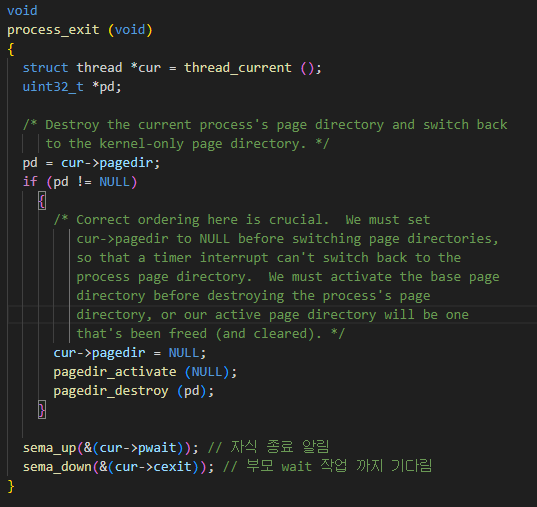 void
process_exit (void)
{
struct thread *cur = thread_current ();
uint32_t *pd;
/* Destroy the current process's page directory and switch back
to the kernel-only page directory. */
pd = cur->pagedir;
if (pd != NULL)
{
/* Correct ordering here is crucial.  We must set
cur->pagedir to NULL before switching page directories,
so that a timer interrupt can't switch back to the
process page directory.  We must activate the base page
directory before destroying the process's page
directory, or our active page directory will be one
that's been freed (and cleared). */
cur->pagedir = NULL;
pagedir_activate (NULL);
pagedir_destroy (pd);
}
sema_up(&(cur->pwait)); // 자식 종료 알림
sema_down(&(cur->cexit)); // 부모 wait 작업 까지 기다림
}